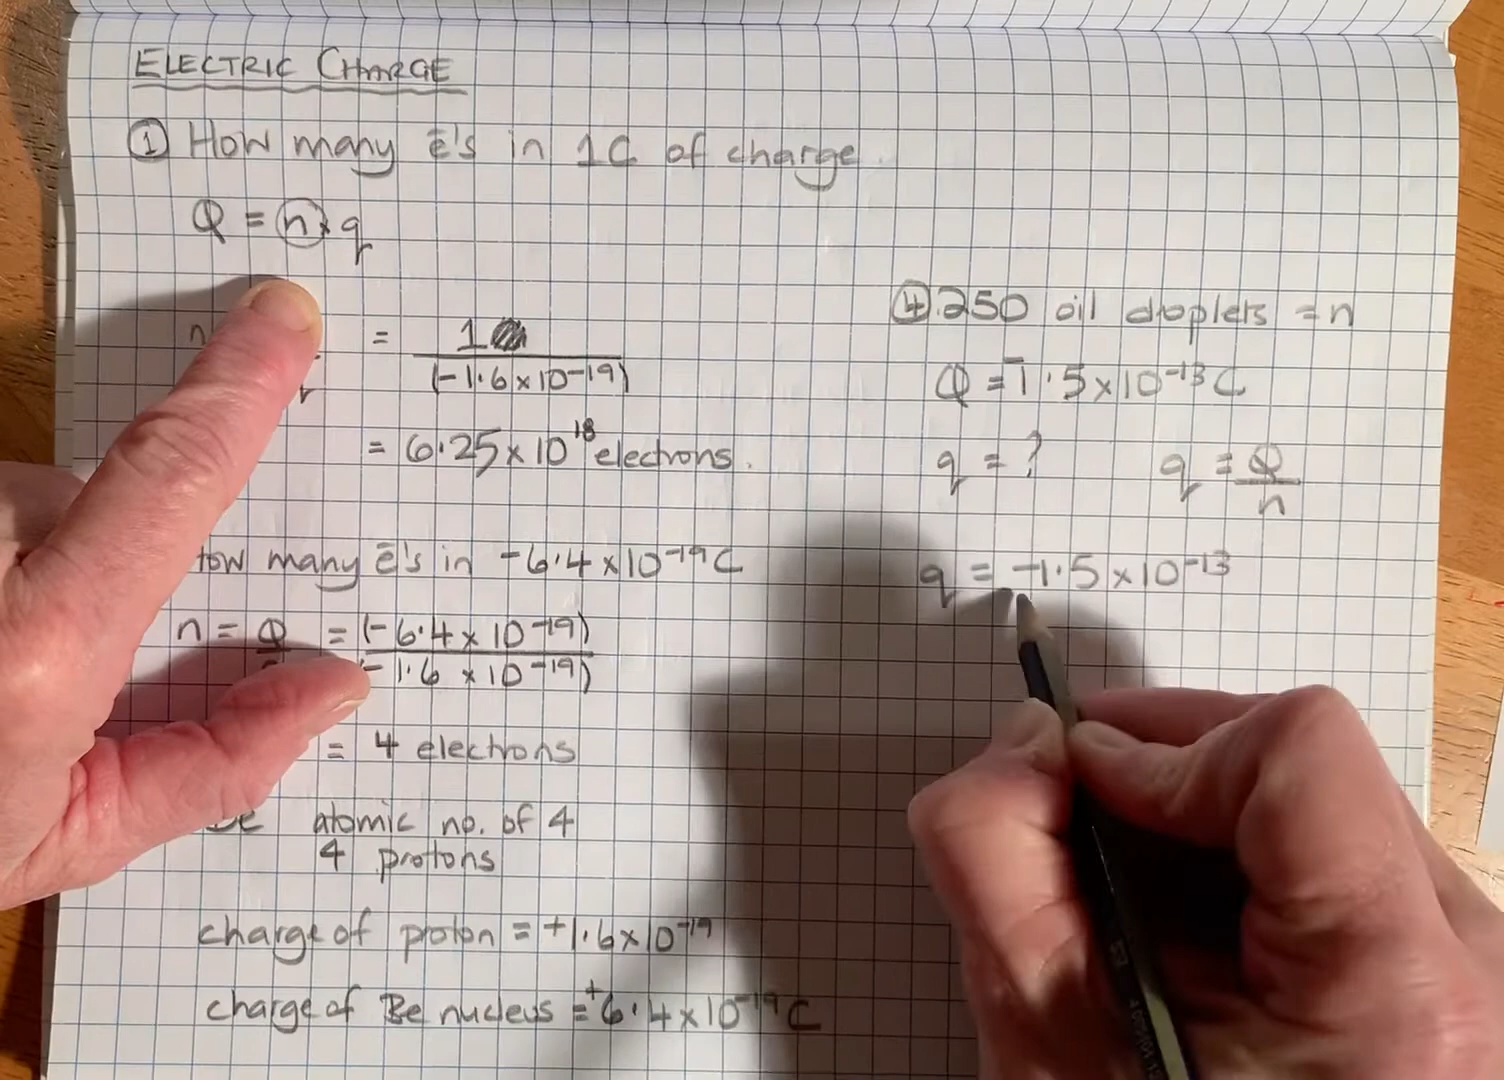 ELECTRIC CHARGE
① How many ē's in 1C of charge.
Q = n × q
n = 1
(-1.6 × 10⁻¹⁹)
= 6.25 × 10¹⁸ electrons.
How many ē's in -6.4 × 10⁻¹⁹ C
n = Q = (-6.4 × 10⁻¹⁹)
(-1.6 × 10⁻¹⁹)
= 4 electrons
Be atomic no. of 4
4 protons
charge of proton = +1.6 × 10⁻¹⁹
charge of Be nucleus = +6.4 × 10⁻¹⁹ C
④ 250 oil droplets = n
Q = -1.5 × 10⁻¹³ C
q = ? q = Q
n
q = -1.5 × 10⁻¹³